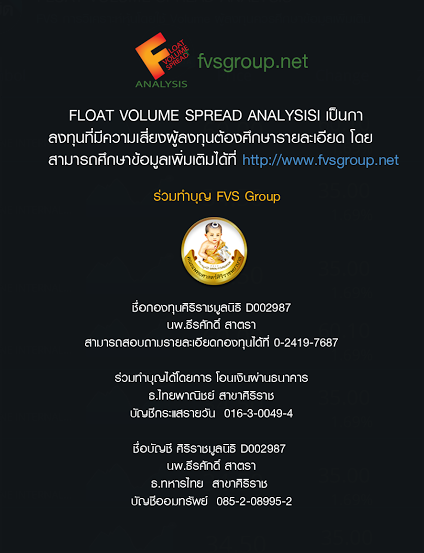 FLOAT
VOLUME
SPREAD
ANALYSIS
fvsgroup.net
FLOAT VOLUME SPREAD ANALYSISI เป็นกา
ลงทุนที่มีความเสี่ยงผู้ลงทุนต้องศึกษารายละเอียด โดย
สามารถศึกษาข้อมูลเพิ่มเติมได้ที่ http://www.fvsgroup.net
ร่วมทำบุญ FVS Group
ชื่อกองทุนศิริราชมูลนิธิ D002987
นพ.ธีรศักดิ์ สาตรา
สามารถสอบถามรายละเอียดกองทุนได้ที่ 0-2419-7687
ร่วมทำบุญได้โดยการ โอนเงินผ่านธนาคาร
ธ.ไทยพาณิชย์ สาขาศิริราช
บัญชีกระแสรายวัน 016-3-0049-4
ชื่อบัญชี ศิริราชมูลนิธิ D002987
นพ.ธีรศักดิ์ สาตรา
ธ.ทหารไทย สาขาศิริราช
บัญชีออมทรัพย์ 085-2-08995-2